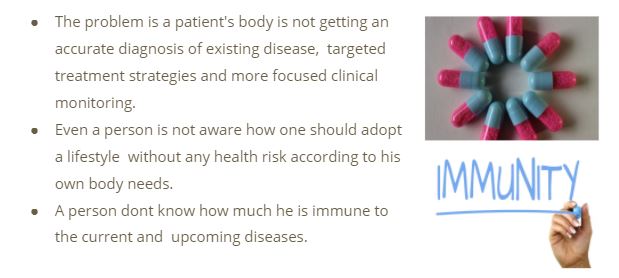 ● The problem is a patient's body is not getting an
accurate diagnosis of existing disease, targeted
treatment strategies and more focused clinical
monitoring.
● Even a person is not aware how one should adopt
a lifestyle without any health risk according to his
own body needs.
● A person dont know how much he is immune to
the current and upcoming diseases.
IMMUNITY